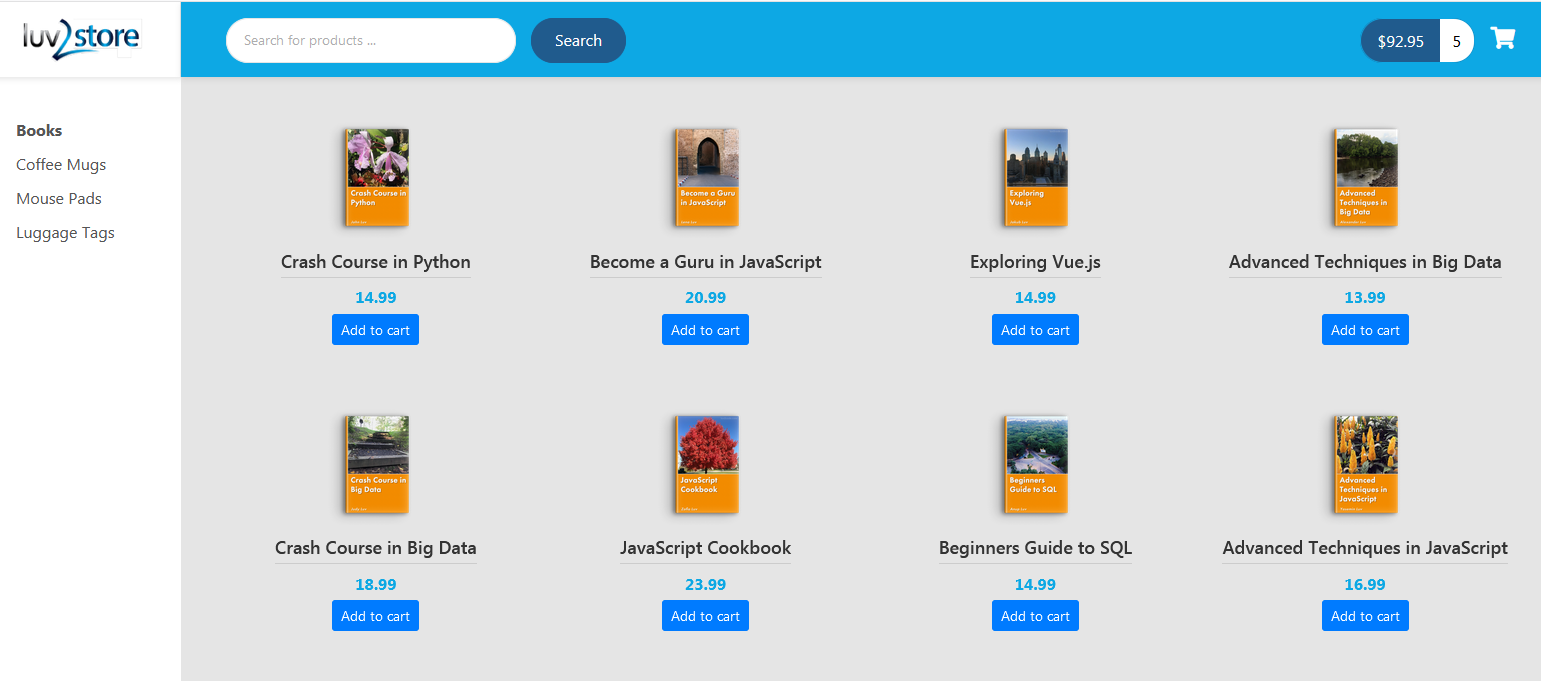 luv2store
Search for products ...
Search
$92.95
5
Books
Coffee Mugs
Mouse Pads
Luggage Tags
Crash Course in
Python
Become a Guru
in JavaScript
Exploring
Vue.js
Advanced
Techniques in
Big Data
Crash Course in Python
Become a Guru in JavaScript
Exploring Vue.js
Advanced Techniques in Big Data
14.99
20.99
14.99
13.99
Add to cart
Add to cart
Add to cart
Add to cart
Crash Course in
Big Data
JavaScript
Cookbook
Beginners
Guide to SQL
Advanced
Techniques in
JavaScript
Crash Course in Big Data
JavaScript Cookbook
Beginners Guide to SQL
Advanced Techniques in JavaScript
18.99
23.99
14.99
16.99
Add to cart
Add to cart
Add to cart
Add to cart